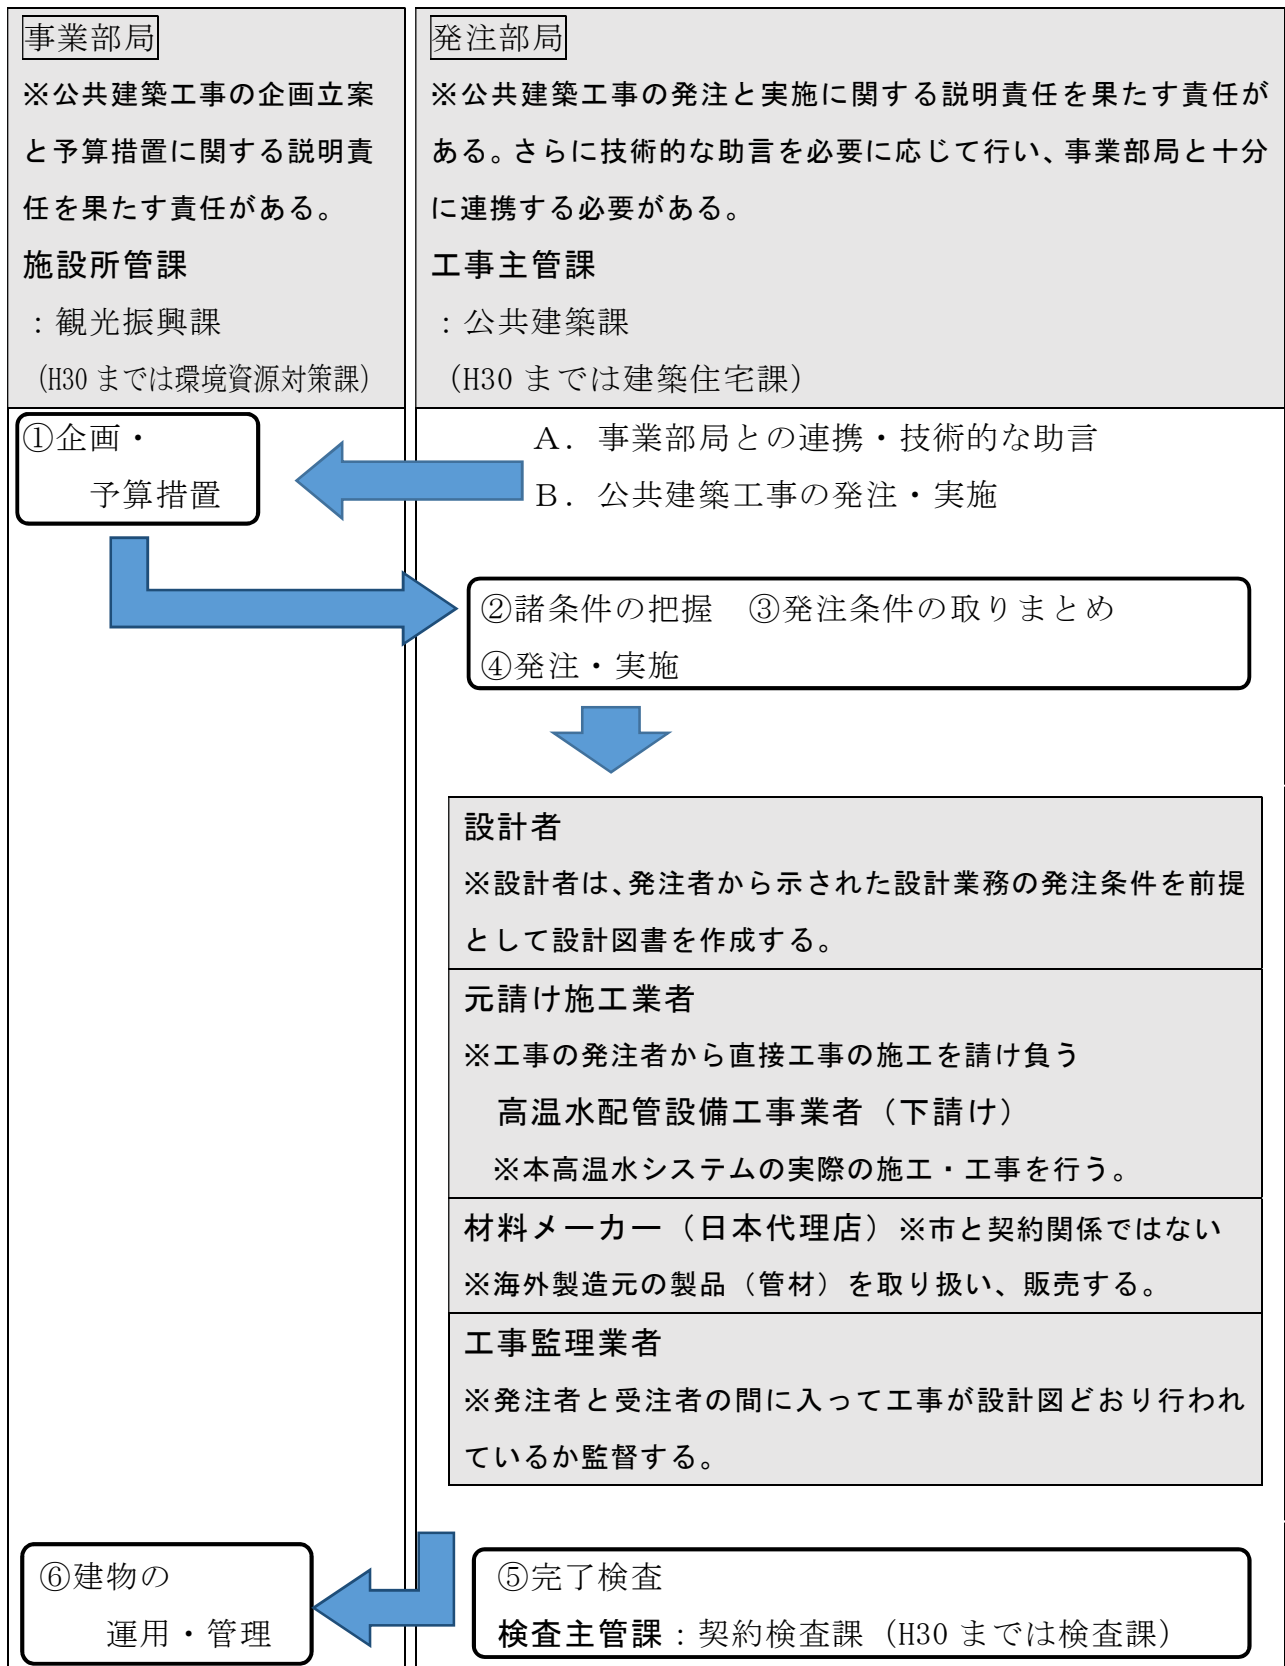 事業部局
※公共建築工事の企画立案
と予算措置に関する説明責
任を果たす責任がある。
施設所管課
：観光振興課
（H30 までは環境資源対策課）
発注部局
※公共建築工事の発注と実施に関する説明責任を果たす責任が
ある。さらに技術的な助言を必要に応じて行い、事業部局と十分
に連携する必要がある。
工事主管課
：公共建築課
（H30 までは建築住宅課）
①企画・
予算措置
Ａ．事業部局との連携・技術的な助言
Ｂ．公共建築工事の発注・実施
②諸条件の把握　③発注条件の取りまとめ
④発注・実施
設計者
※設計者は、発注者から示された設計業務の発注条件を前提
として設計図書を作成する。
元請け施工業者
※工事の発注者から直接工事の施工を請け負う
高温水配管設備工事業者（下請け）
※本高温水システムの実際の施工・工事を行う。
材料メーカー（日本代理店）※市と契約関係ではない
※海外製造元の製品（管材）を取り扱い、販売する。
工事監理業者
※発注者と受注者の間に入って工事が設計図どおり行われ
ているか監督する。
⑤完了検査
検査主管課：契約検査課（H30 までは検査課）
⑥建物の
運用・管理